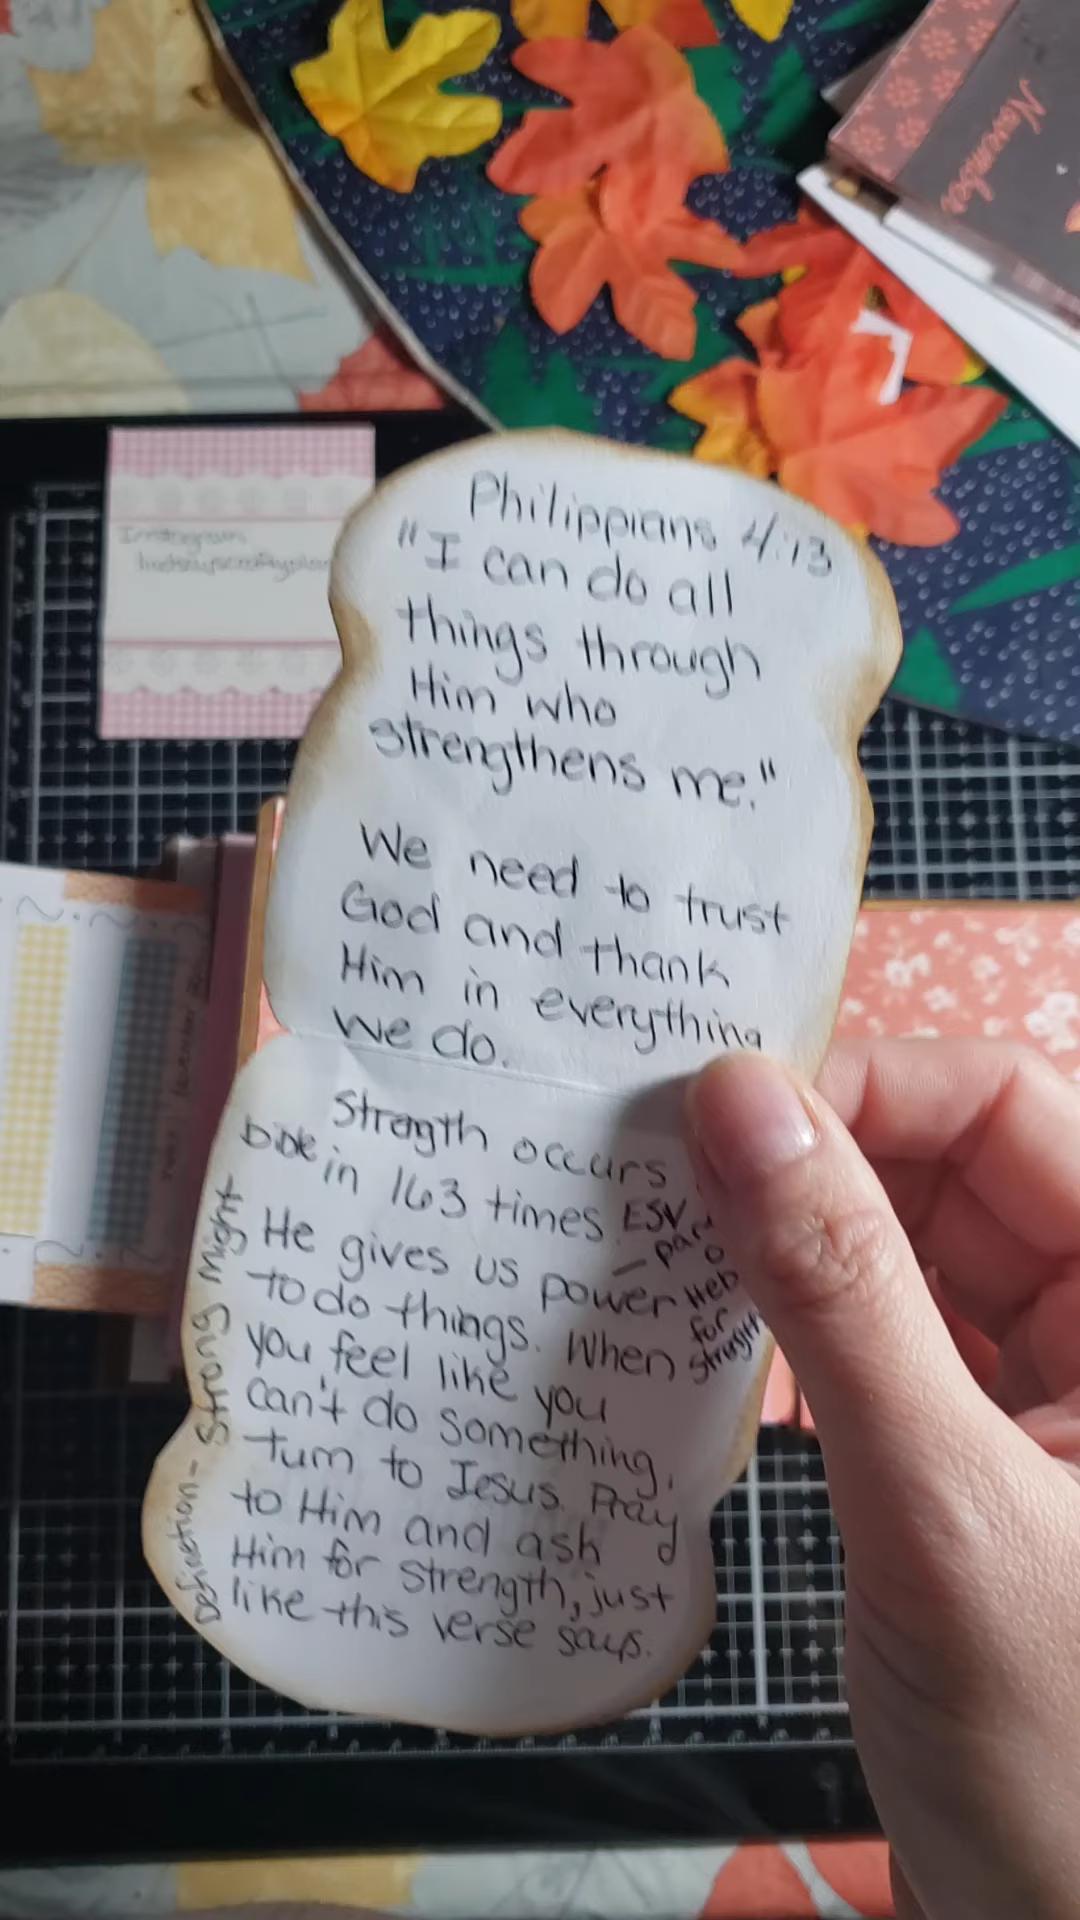 November
Instagram
Philippians 4:13
"I can do all
things through
Him who
strengthens me."
We need to trust
God and thank
Him in everything
we do.
Strength occurs
bible in 163 times. ESV
He gives us power
to do things. When
you feel like you
can't do something,
turn to Jesus. Pray
to Him and ask
Him for strength, just
like this verse says.
for
strength
Definition - Strong Might